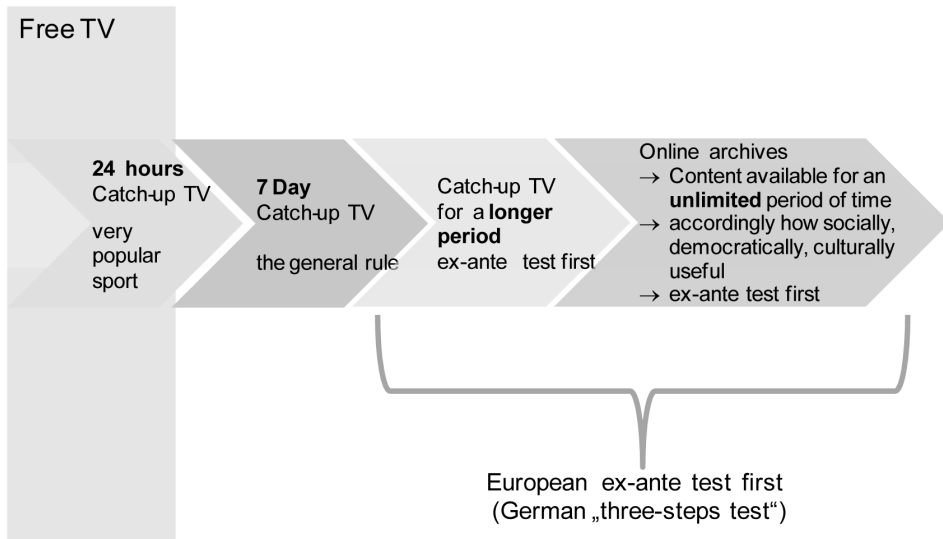 Free TV
24 hours
Catch-up TV
very
popular
sport
7 Day
Catch-up TV
the general rule
Catch-up TV
for a longer
period
ex-ante test first
Online archives
→ Content available for an
unlimited period of time
→ accordingly how socially,
democratically, culturally
useful
→ ex-ante test first
European ex-ante test first
(German „three-steps test“)